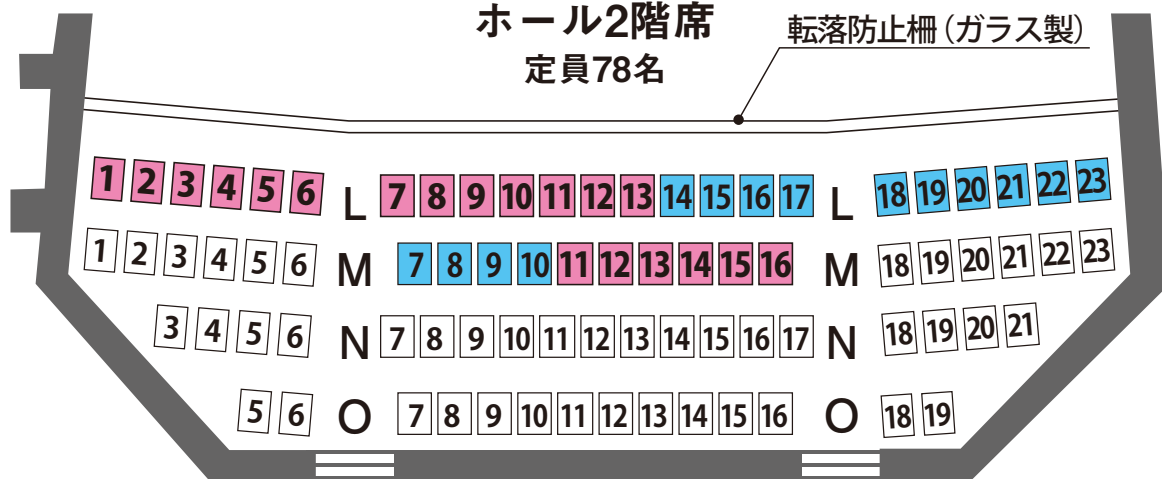 ホール2階席
定員78名
転落防止柵（ガラス製）
1 2 3 4 5 6 L 7 8 9 10 11 12 13 14 15 16 17 L 18 19 20 21 22 23
1 2 3 4 5 6 M 7 8 9 10 11 12 13 14 15 16 M 18 19 20 21 22 23
3 4 5 6 N 7 8 9 10 11 12 13 14 15 16 17 N 18 19 20 21
5 6 O 7 8 9 10 11 12 13 14 15 16 O 18 19